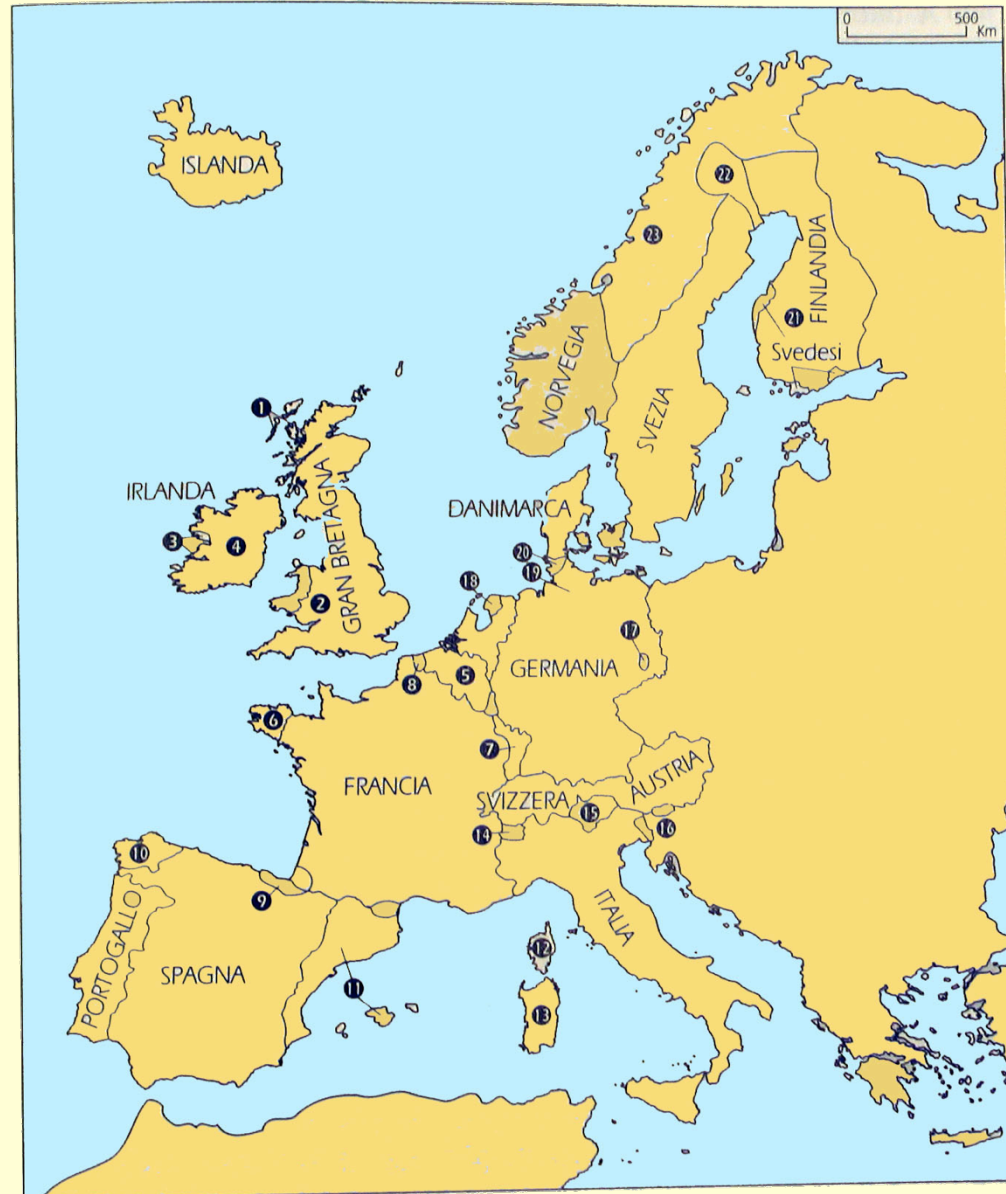 0 500
Km
ISLANDA
22
23
FINLANDIA
21
Svedesi
NORVEGIA
SVEZIA
1
IRLANDA
GRAN BRETAGNA
DANIMARCA
3
4
20
19
18
2
17
GERMANIA
5
8
6
7
AUSTRIA
FRANCIA
SVIZZERA
15
16
14
10
9
ITALIA
PORTOGALLO
12
SPAGNA
11
13